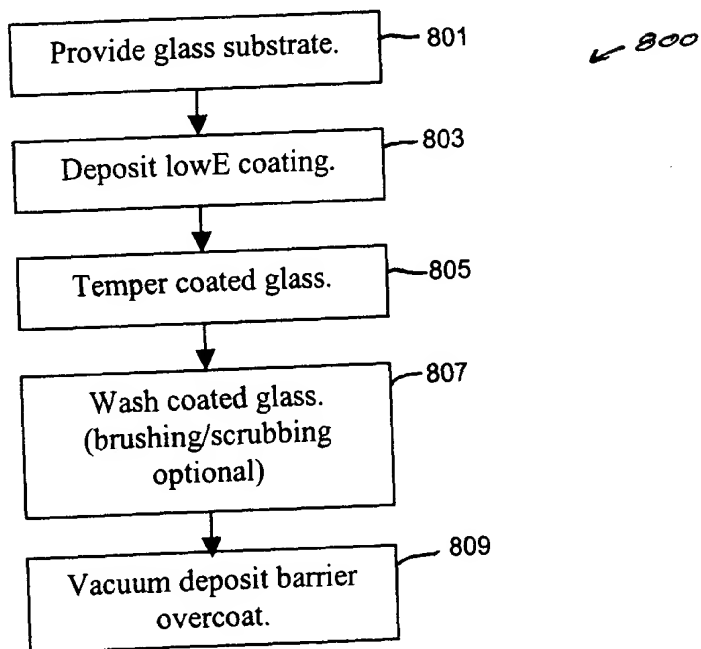 Provide glass substrate.
801
800
Deposit lowE coating.
803
Temper coated glass.
805
Wash coated glass.
(brushing/scrubbing
optional)
807
Vacuum deposit barrier
overcoat.
809